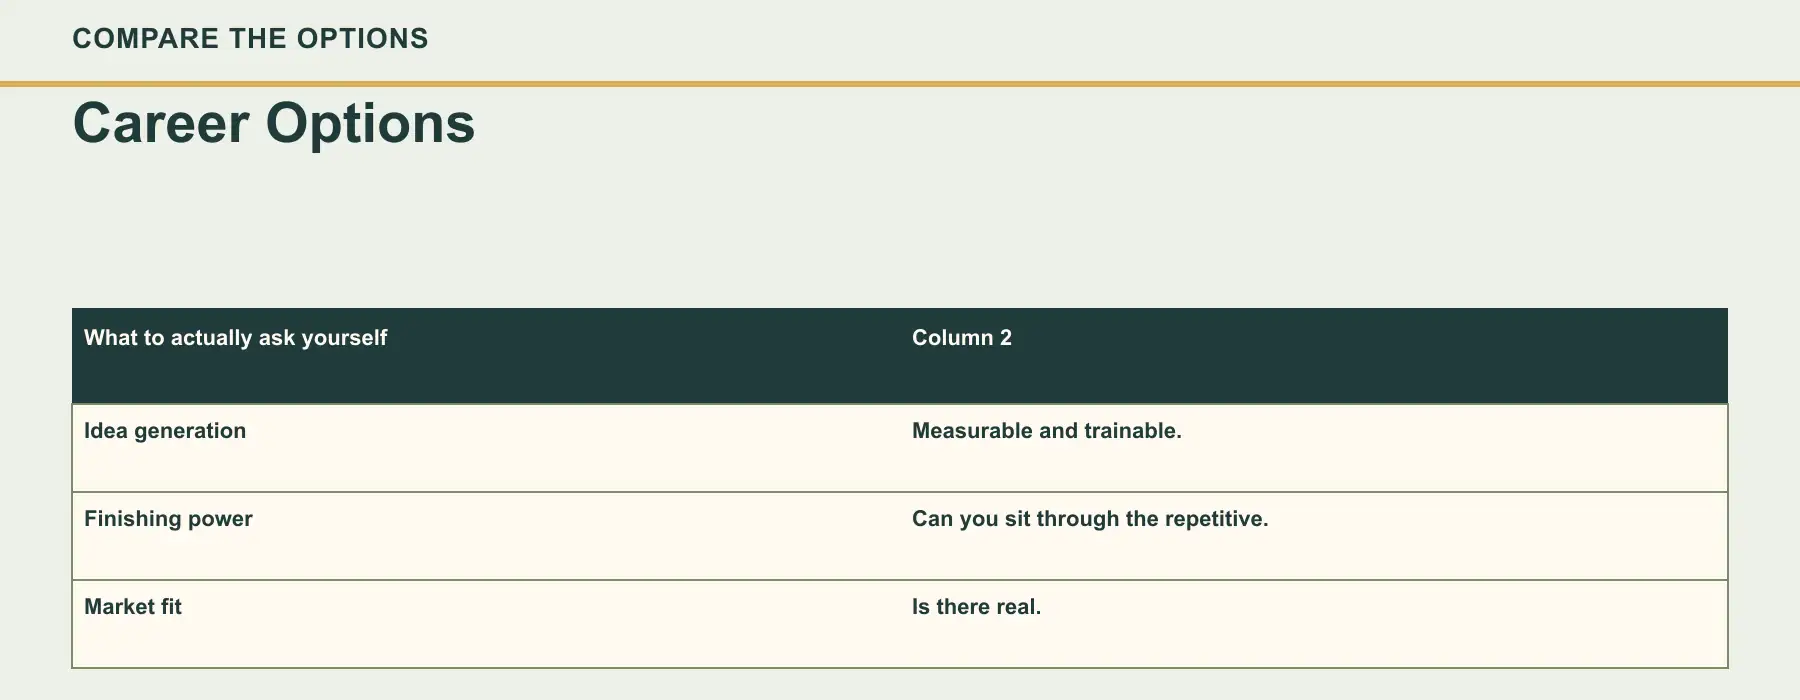 COMPARE THE OPTIONS
Career Options
What to actually ask yourself
Column 2
Idea generation
Measurable and trainable.
Finishing power
Can you sit through the repetitive.
Market fit
Is there real.